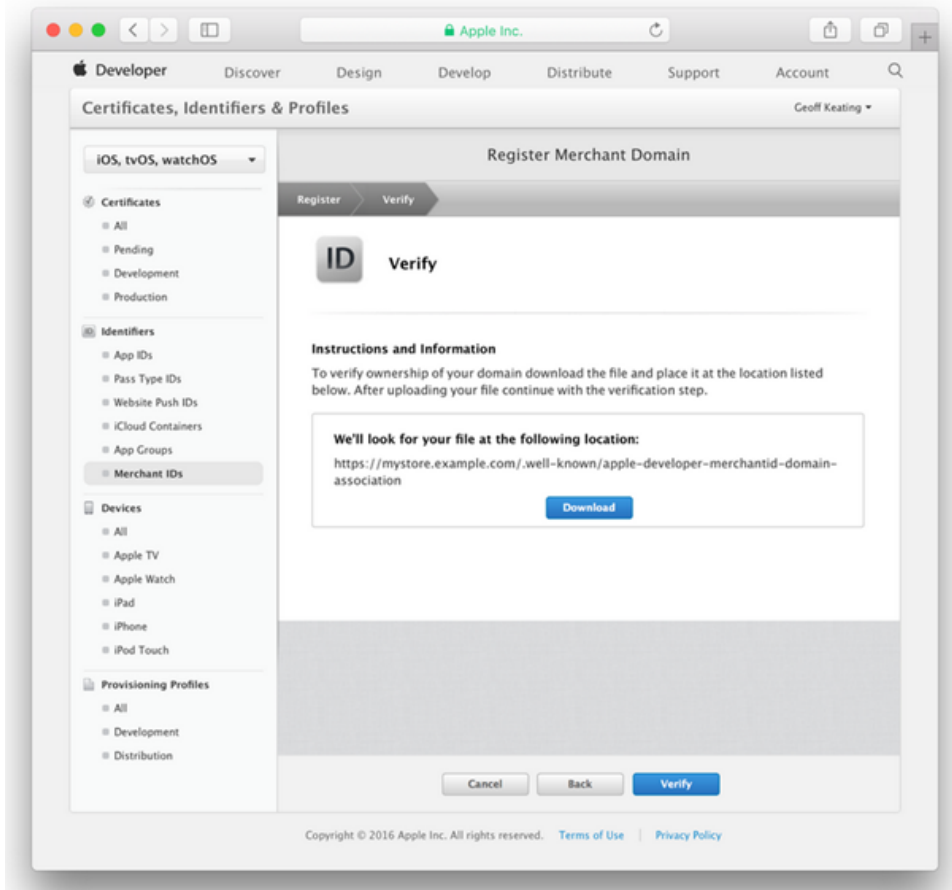 Apple Inc.
Developer Discover Design Develop Distribute Support Account
Certificates, Identifiers & Profiles
Geoff Keating
iOS, tvOS, watchOS
Certificates
All
Pending
Development
Production
Identifiers
App IDs
Pass Type IDs
Website Push IDs
iCloud Containers
App Groups
Merchant IDs
Devices
All
Apple TV
Apple Watch
iPad
iPhone
iPod Touch
Provisioning Profiles
All
Development
Distribution
Register Merchant Domain
Register Verify
ID
Verify
Instructions and Information
To verify ownership of your domain download the file and place it at the location listed
below. After uploading your file continue with the verification step.
We'll look for your file at the following location:
https://mystore.example.com/.well-known/apple-developer-merchantid-domain-
association
Download
Cancel Back Verify
Copyright © 2016 Apple Inc. All rights reserved. Terms of Use | Privacy Policy